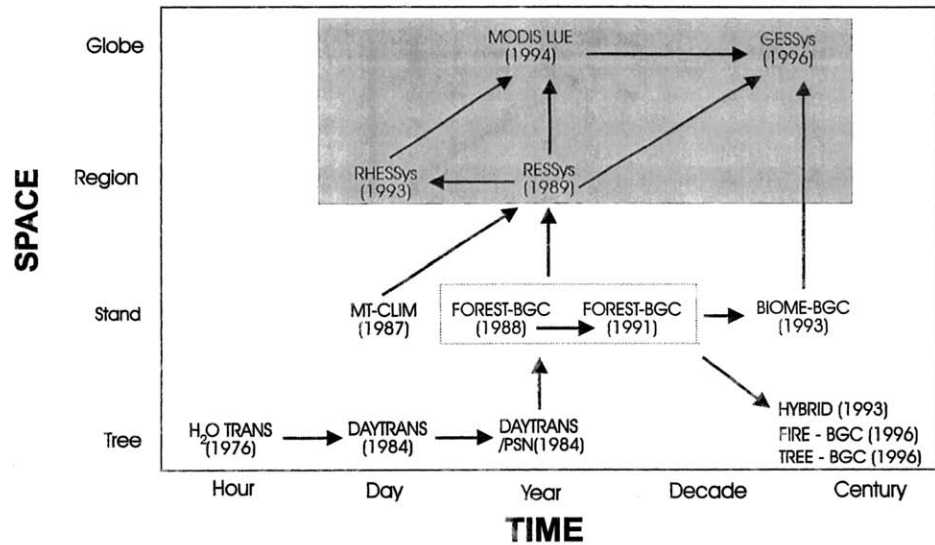 Globe
MODIS LUE
(1994)
GESSys
(1996)
Region
RHESSys
(1993)
RESSys
(1989)
SPACE
Stand
MT-CLIM
(1987)
FOREST-BGC
(1988)
FOREST-BGC
(1991)
BIOME-BGC
(1993)
Tree
H₂O TRANS
(1976)
DAYTRANS
(1984)
DAYTRANS
/PSN(1984)
HYBRID (1993)
FIRE - BGC (1996)
TREE - BGC (1996)
Hour Day Year Decade Century
TIME